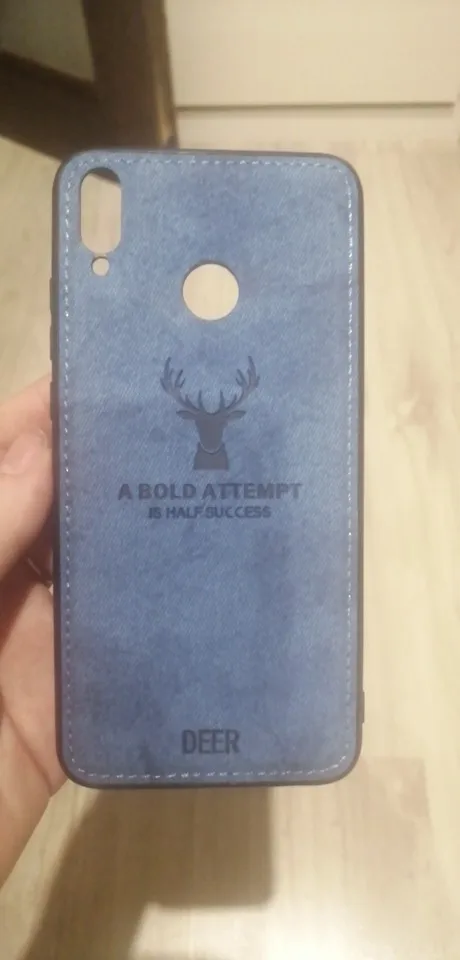 A BOLD ATTEMPT
IS HALF SUCCESS
DEER